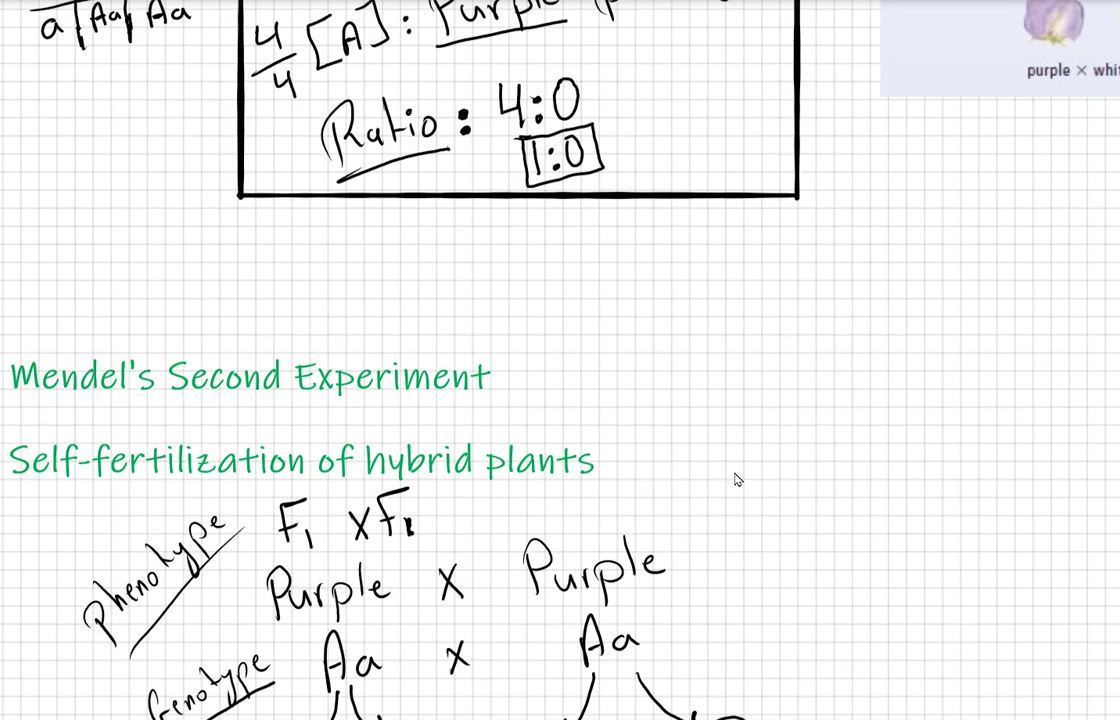 a | Aa | Aa
4/4 [A] : Purple
Ratio : 4:0
1:0
purple × whi
Mendel's Second Experiment
Self-fertilization of hybrid plants
F₁ x F₁
Phenotype Purple x Purple
Genotype Aa x Aa